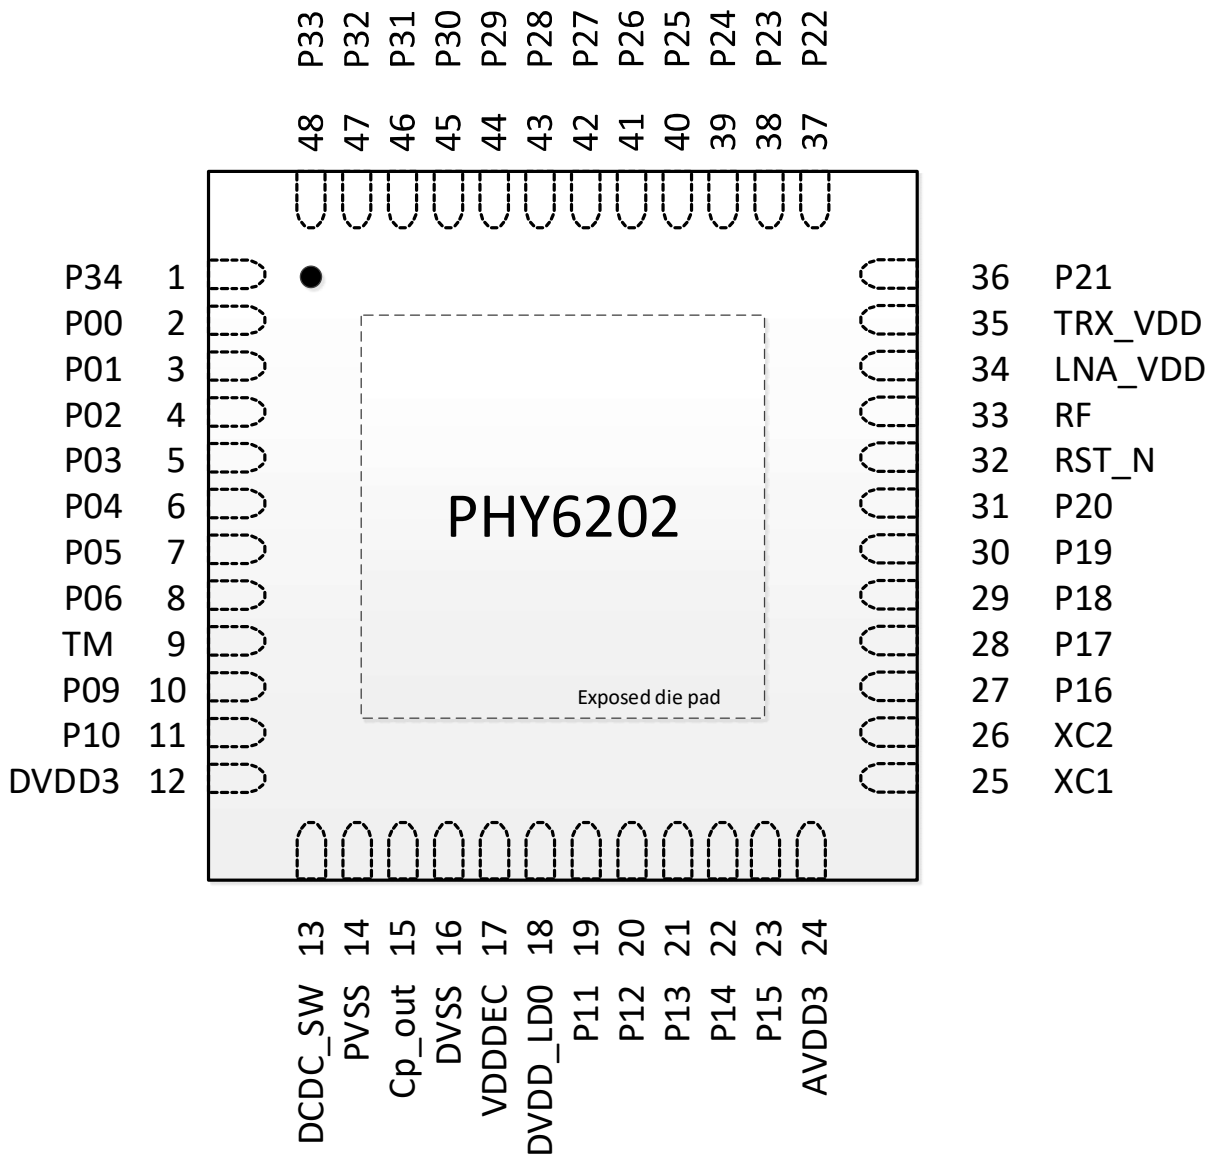 P33 P32 P31 P30 P29 P28 P27 P26 P25 P24 P23 P22
48 47 46 45 44 43 42 41 40 39 38 37
P34 1 36 P21
P00 2 35 TRX_VDD
P01 3 34 LNA_VDD
P02 4 33 RF
P03 5 32 RST_N
P04 6 31 P20
PHY6202
P05 7 30 P19
P06 8 29 P18
TM 9 28 P17
P09 10 27 P16
Exposed die pad
P10 11 26 XC2
DVDD3 12 25 XC1
13 14 15 16 17 18 19 20 21 22 23 24
DCDC_SW PVSS Cp_out DVSS VDDDEC DVDD_LD0 P11 P12 P13 P14 P15 AVDD3